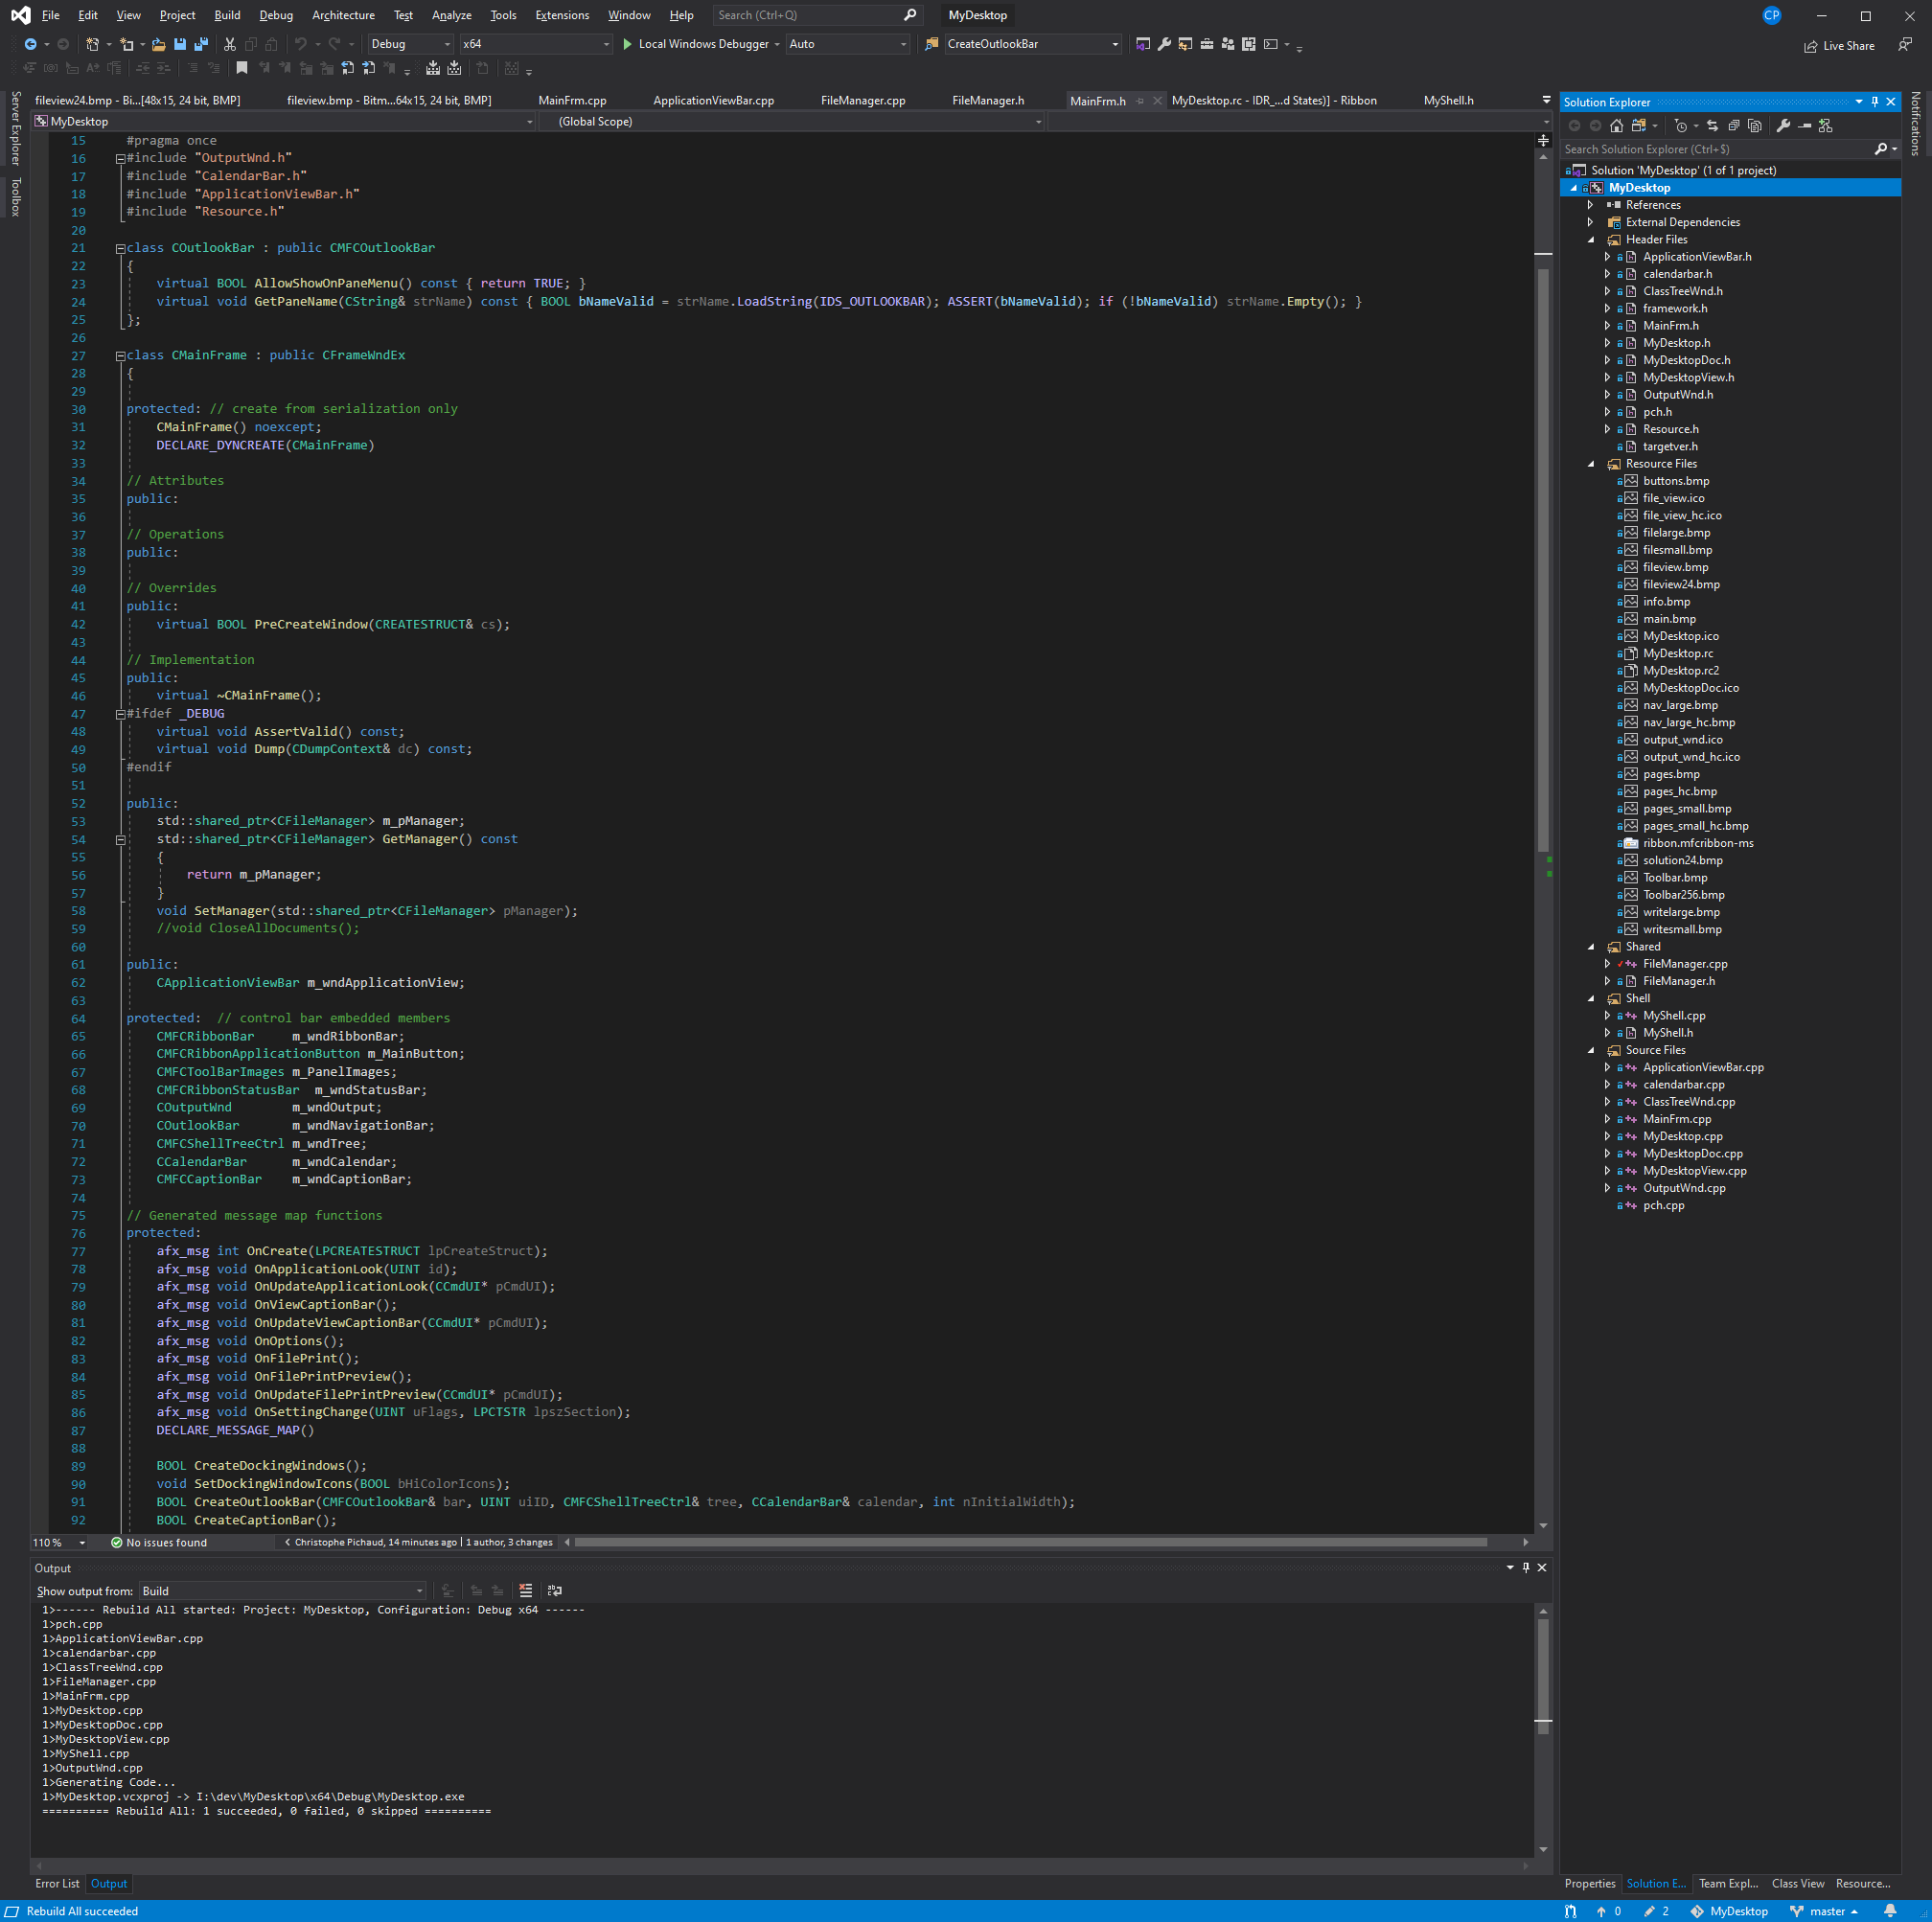 File Edit View Project Build Debug Architecture Test Analyze Tools Extensions Window Help Search (Ctrl+Q) MyDesktop CP
Debug x64 Local Windows Debugger Auto CreateOutlookBar Live Share
Server Explorer
Toolbox
fileview24.bmp - Bi...[48x15, 24 bit, BMP] fileview.bmp - Bitm...64x15, 24 bit, BMP] MainFrm.cpp ApplicationViewBar.cpp FileManager.cpp FileManager.h MainFrm.h MyDesktop.rc - IDR_...d States)] - Ribbon MyShell.h
MyDesktop (Global Scope)
15 #pragma once
16 #include "OutputWnd.h"
17 #include "CalendarBar.h"
18 #include "ApplicationViewBar.h"
19 #include "Resource.h"
20
21 class COutlookBar : public CMFCOutlookBar
22 {
23 virtual BOOL AllowShowOnPaneMenu() const { return TRUE; }
24 virtual void GetPaneName(CString& strName) const { BOOL bNameValid = strName.LoadString(IDS_OUTLOOKBAR); ASSERT(bNameValid); if (!bNameValid) strName.Empty(); }
25 };
26
27 class CMainFrame : public CFrameWndEx
28 {
29
30 protected: // create from serialization only
31 CMainFrame() noexcept;
32 DECLARE_DYNCREATE(CMainFrame)
33
34 // Attributes
35 public:
36
37 // Operations
38 public:
39
40 // Overrides
41 public:
42 virtual BOOL PreCreateWindow(CREATESTRUCT& cs);
43
44 // Implementation
45 public:
46 virtual ~CMainFrame();
47 #ifdef _DEBUG
48 virtual void AssertValid() const;
49 virtual void Dump(CDumpContext& dc) const;
50 #endif
51
52 public:
53 std::shared_ptr<CFileManager> m_pManager;
54 std::shared_ptr<CFileManager> GetManager() const
55 {
56 return m_pManager;
57 }
58 void SetManager(std::shared_ptr<CFileManager> pManager);
59 //void CloseAllDocuments();
60
61 public:
62 CApplicationViewBar m_wndApplicationView;
63
64 protected: // control bar embedded members
65 CMFCRibbonBar m_wndRibbonBar;
66 CMFCRibbonApplicationButton m_MainButton;
67 CMFCToolBarImages m_PanelImages;
68 CMFCRibbonStatusBar m_wndStatusBar;
69 COutputWnd m_wndOutput;
70 COutlookBar m_wndNavigationBar;
71 CMFCShellTreeCtrl m_wndTree;
72 CCalendarBar m_wndCalendar;
73 CMFCCaptionBar m_wndCaptionBar;
74
75 // Generated message map functions
76 protected:
77 afx_msg int OnCreate(LPCREATESTRUCT lpCreateStruct);
78 afx_msg void OnApplicationLook(UINT id);
79 afx_msg void OnUpdateApplicationLook(CCmdUI* pCmdUI);
80 afx_msg void OnViewCaptionBar();
81 afx_msg void OnUpdateViewCaptionBar(CCmdUI* pCmdUI);
82 afx_msg void OnOptions();
83 afx_msg void OnFilePrint();
84 afx_msg void OnFilePrintPreview();
85 afx_msg void OnUpdateFilePrintPreview(CCmdUI* pCmdUI);
86 afx_msg void OnSettingChange(UINT uFlags, LPCTSTR lpszSection);
87 DECLARE_MESSAGE_MAP()
88
89 BOOL CreateDockingWindows();
90 void SetDockingWindowIcons(BOOL bHiColorIcons);
91 BOOL CreateOutlookBar(CMFCOutlookBar& bar, UINT uiID, CMFCShellTreeCtrl& tree, CCalendarBar& calendar, int nInitialWidth);
92 BOOL CreateCaptionBar();
110 % No issues found Christophe Pichaud, 14 minutes ago | 1 author, 3 changes
Output
Show output from: Build
1>------ Rebuild All started: Project: MyDesktop, Configuration: Debug x64 ------
1>pch.cpp
1>ApplicationViewBar.cpp
1>calendarbar.cpp
1>ClassTreeWnd.cpp
1>FileManager.cpp
1>MainFrm.cpp
1>MyDesktop.cpp
1>MyDesktopDoc.cpp
1>MyDesktopView.cpp
1>MyShell.cpp
1>OutputWnd.cpp
1>Generating Code...
1>MyDesktop.vcxproj -> I:\dev\MyDesktop\x64\Debug\MyDesktop.exe
========== Rebuild All: 1 succeeded, 0 failed, 0 skipped ==========
Error List Output
Solution Explorer
Search Solution Explorer (Ctrl+$)
Solution 'MyDesktop' (1 of 1 project)
MyDesktop
References
External Dependencies
Header Files
ApplicationViewBar.h
calendarbar.h
ClassTreeWnd.h
framework.h
MainFrm.h
MyDesktop.h
MyDesktopDoc.h
MyDesktopView.h
OutputWnd.h
pch.h
Resource.h
targetver.h
Resource Files
buttons.bmp
file_view.ico
file_view_hc.ico
filelarge.bmp
filesmall.bmp
fileview.bmp
fileview24.bmp
info.bmp
main.bmp
MyDesktop.ico
MyDesktop.rc
MyDesktop.rc2
MyDesktopDoc.ico
nav_large.bmp
nav_large_hc.bmp
output_wnd.ico
output_wnd_hc.ico
pages.bmp
pages_hc.bmp
pages_small.bmp
pages_small_hc.bmp
ribbon.mfcribbon-ms
solution24.bmp
Toolbar.bmp
Toolbar256.bmp
writelarge.bmp
writesmall.bmp
Shared
FileManager.cpp
FileManager.h
Shell
MyShell.cpp
MyShell.h
Source Files
ApplicationViewBar.cpp
calendarbar.cpp
ClassTreeWnd.cpp
MainFrm.cpp
MyDesktop.cpp
MyDesktopDoc.cpp
MyDesktopView.cpp
OutputWnd.cpp
pch.cpp
Properties Solution E... Team Expl... Class View Resource...
Notifications
Rebuild All succeeded 0 2 MyDesktop master